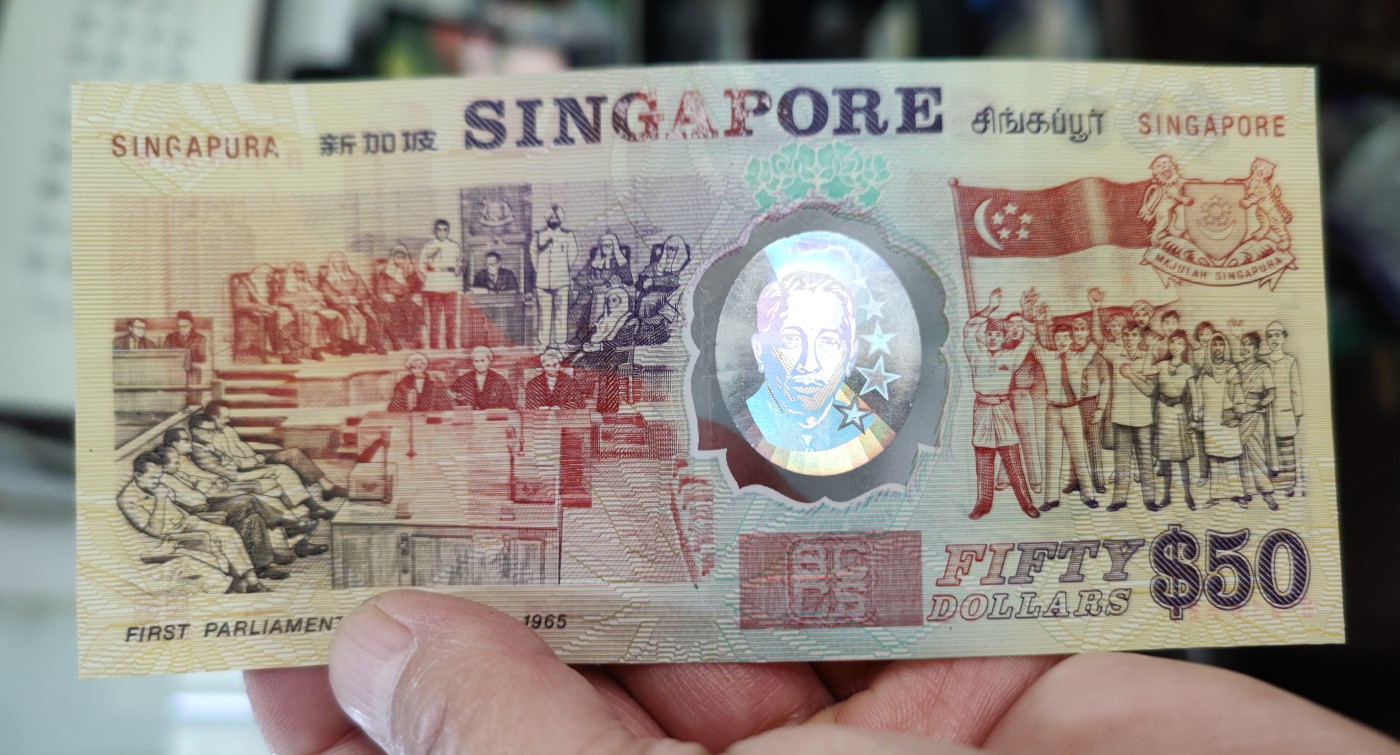 SINGAPURA 新加坡 SINGAPORE சிங்கப்பூர் SINGAPORE
MAJULAH SINGAPURA
FIFTY $50
DOLLARS
FIRST PARLIAMENT 1965